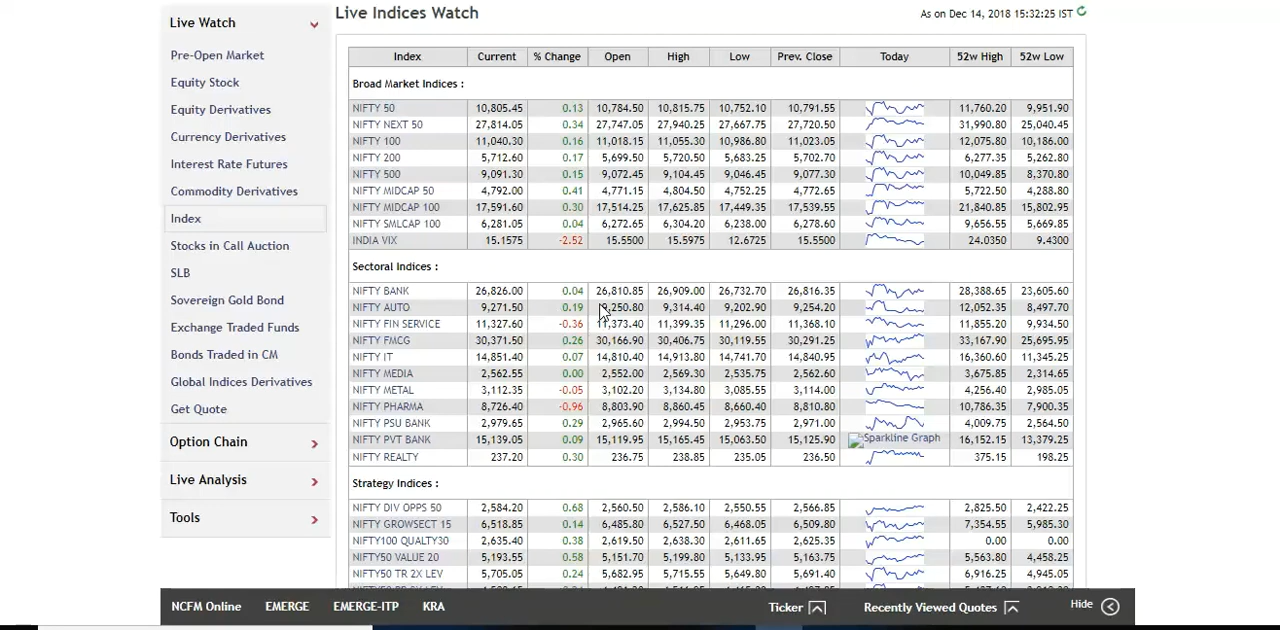 Live Watch
Pre-Open Market
Equity Stock
Equity Derivatives
Currency Derivatives
Interest Rate Futures
Commodity Derivatives
Index
Stocks in Call Auction
SLB
Sovereign Gold Bond
Exchange Traded Funds
Bonds Traded in CM
Global Indices Derivatives
Get Quote
Option Chain
Live Analysis
Tools
Live Indices Watch
As on Dec 14, 2018 15:32:25 IST
Index Current % Change Open High Low Prev. Close Today 52w High 52w Low
Broad Market Indices :
NIFTY 50 10,805.45 0.13 10,784.50 10,815.75 10,752.10 10,791.55 11,760.20 9,951.90
NIFTY NEXT 50 27,814.05 0.34 27,747.05 27,940.25 27,667.75 27,720.50 31,990.80 25,040.45
NIFTY 100 11,040.30 0.16 11,018.15 11,055.30 10,986.80 11,023.05 12,075.80 10,186.00
NIFTY 200 5,712.60 0.17 5,699.50 5,720.50 5,683.25 5,702.70 6,277.35 5,262.80
NIFTY 500 9,091.30 0.15 9,072.45 9,104.45 9,046.45 9,077.30 10,049.85 8,370.80
NIFTY MIDCAP 50 4,792.00 0.41 4,771.15 4,804.50 4,752.25 4,772.65 5,722.50 4,288.80
NIFTY MIDCAP 100 17,591.60 0.30 17,514.25 17,625.85 17,449.35 17,539.55 21,840.85 15,802.95
NIFTY SMLCAP 100 6,281.05 0.04 6,272.65 6,304.20 6,238.00 6,278.60 9,656.55 5,669.85
INDIA VIX 15.1575 -2.52 15.5500 15.5975 12.6725 15.5500 24.0350 9.4300
Sectoral Indices :
NIFTY BANK 26,826.00 0.04 26,810.85 26,909.00 26,732.70 26,816.35 28,388.65 23,605.60
NIFTY AUTO 9,271.50 0.19 9,250.80 9,314.40 9,202.90 9,254.20 12,052.35 8,497.70
NIFTY FIN SERVICE 11,327.60 -0.36 11,373.40 11,399.35 11,296.00 11,368.10 11,855.20 9,934.50
NIFTY FMCG 30,371.50 0.26 30,166.90 30,406.75 30,119.55 30,291.25 33,167.90 25,695.95
NIFTY IT 14,851.40 0.07 14,810.40 14,913.80 14,741.70 14,840.95 16,360.60 11,345.25
NIFTY MEDIA 2,562.55 0.00 2,552.00 2,569.30 2,535.75 2,562.60 3,675.85 2,314.65
NIFTY METAL 3,112.35 -0.05 3,102.20 3,134.80 3,085.55 3,114.00 4,256.40 2,985.05
NIFTY PHARMA 8,726.40 -0.96 8,803.90 8,860.45 8,660.40 8,810.80 10,786.35 7,900.35
NIFTY PSU BANK 2,979.65 0.29 2,965.60 2,994.50 2,953.75 2,971.00 4,009.75 2,564.50
NIFTY PVT BANK 15,139.05 0.09 15,119.95 15,165.45 15,063.50 15,125.90 Sparkline Graph 16,152.15 13,379.25
NIFTY REALTY 237.20 0.30 236.75 238.85 235.05 236.50 375.15 198.25
Strategy Indices :
NIFTY DIV OPPS 50 2,584.20 0.68 2,560.50 2,586.10 2,550.55 2,566.85 2,825.50 2,422.25
NIFTY GROWSECT 15 6,518.85 0.14 6,485.80 6,527.50 6,468.05 6,509.80 7,354.55 5,985.30
NIFTY100 QUALTY30 2,635.40 0.38 2,619.50 2,638.30 2,611.65 2,625.35 0.00 0.00
NIFTY50 VALUE 20 5,193.55 0.58 5,151.70 5,199.80 5,133.95 5,163.75 5,563.80 4,458.25
NIFTY50 TR 2X LEV 5,705.05 0.24 5,682.95 5,715.55 5,649.80 5,691.40 6,916.25 4,945.05
NCFM Online EMERGE EMERGE-ITP KRA Ticker Recently Viewed Quotes Hide